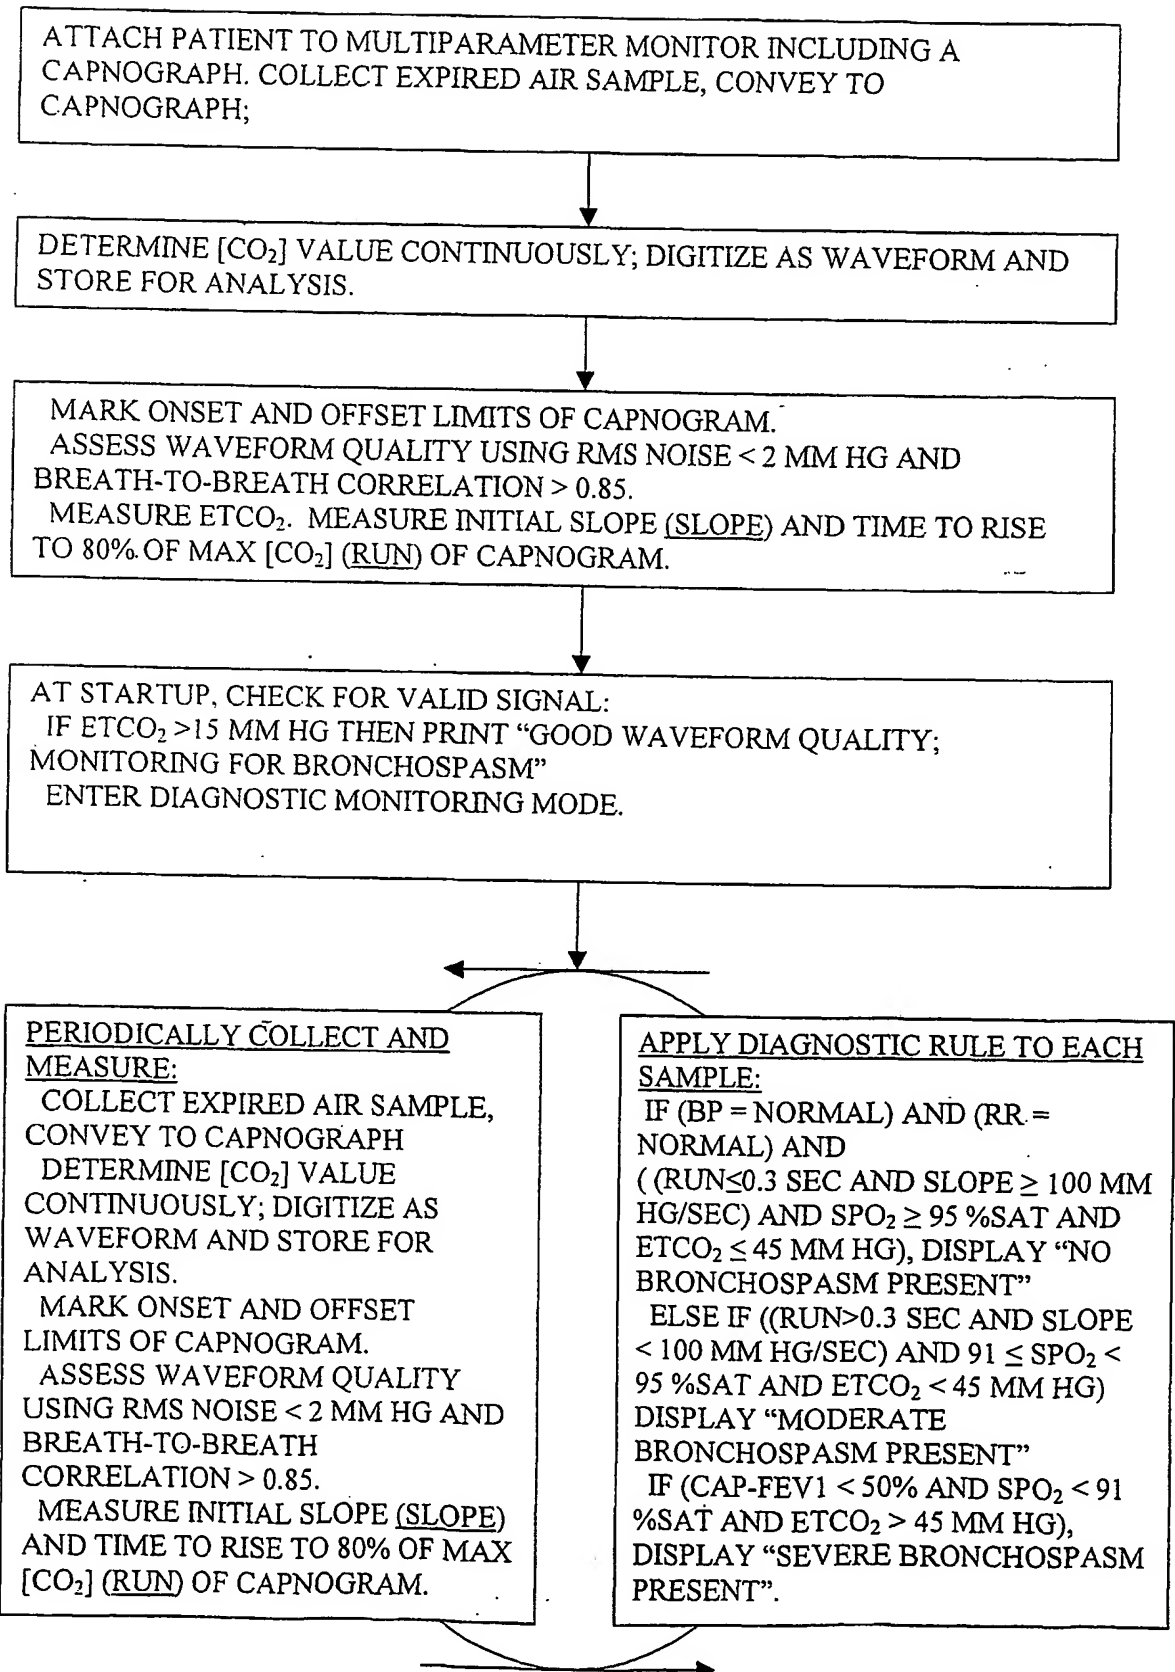 ATTACH PATIENT TO MULTIPARAMETER MONITOR INCLUDING A
CAPNOGRAPH. COLLECT EXPIRED AIR SAMPLE, CONVEY TO
CAPNOGRAPH;
DETERMINE [CO₂] VALUE CONTINUOUSLY; DIGITIZE AS WAVEFORM AND
STORE FOR ANALYSIS.
MARK ONSET AND OFFSET LIMITS OF CAPNOGRAM.
ASSESS WAVEFORM QUALITY USING RMS NOISE < 2 MM HG AND
BREATH-TO-BREATH CORRELATION > 0.85.
MEASURE ETCO₂. MEASURE INITIAL SLOPE (SLOPE) AND TIME TO RISE
TO 80% OF MAX [CO₂] (RUN) OF CAPNOGRAM.
AT STARTUP, CHECK FOR VALID SIGNAL:
IF ETCO₂ >15 MM HG THEN PRINT “GOOD WAVEFORM QUALITY;
MONITORING FOR BRONCHOSPASM”
ENTER DIAGNOSTIC MONITORING MODE.
PERIODICALLY COLLECT AND
MEASURE:
COLLECT EXPIRED AIR SAMPLE,
CONVEY TO CAPNOGRAPH
DETERMINE [CO₂] VALUE
CONTINUOUSLY; DIGITIZE AS
WAVEFORM AND STORE FOR
ANALYSIS.
MARK ONSET AND OFFSET
LIMITS OF CAPNOGRAM.
ASSESS WAVEFORM QUALITY
USING RMS NOISE < 2 MM HG AND
BREATH-TO-BREATH
CORRELATION > 0.85.
MEASURE INITIAL SLOPE (SLOPE)
AND TIME TO RISE TO 80% OF MAX
[CO₂] (RUN) OF CAPNOGRAM.
APPLY DIAGNOSTIC RULE TO EACH
SAMPLE:
IF (BP = NORMAL) AND (RR =
NORMAL) AND
( (RUN≤0.3 SEC AND SLOPE ≥ 100 MM
HG/SEC) AND SPO₂ ≥ 95 %SAT AND
ETCO₂ ≤ 45 MM HG), DISPLAY “NO
BRONCHOSPASM PRESENT”
ELSE IF ((RUN>0.3 SEC AND SLOPE
< 100 MM HG/SEC) AND 91 ≤ SPO₂ <
95 %SAT AND ETCO₂ < 45 MM HG)
DISPLAY “MODERATE
BRONCHOSPASM PRESENT”
IF (CAP-FEV1 < 50% AND SPO₂ < 91
%SAT AND ETCO₂ > 45 MM HG),
DISPLAY “SEVERE BRONCHOSPASM
PRESENT”.